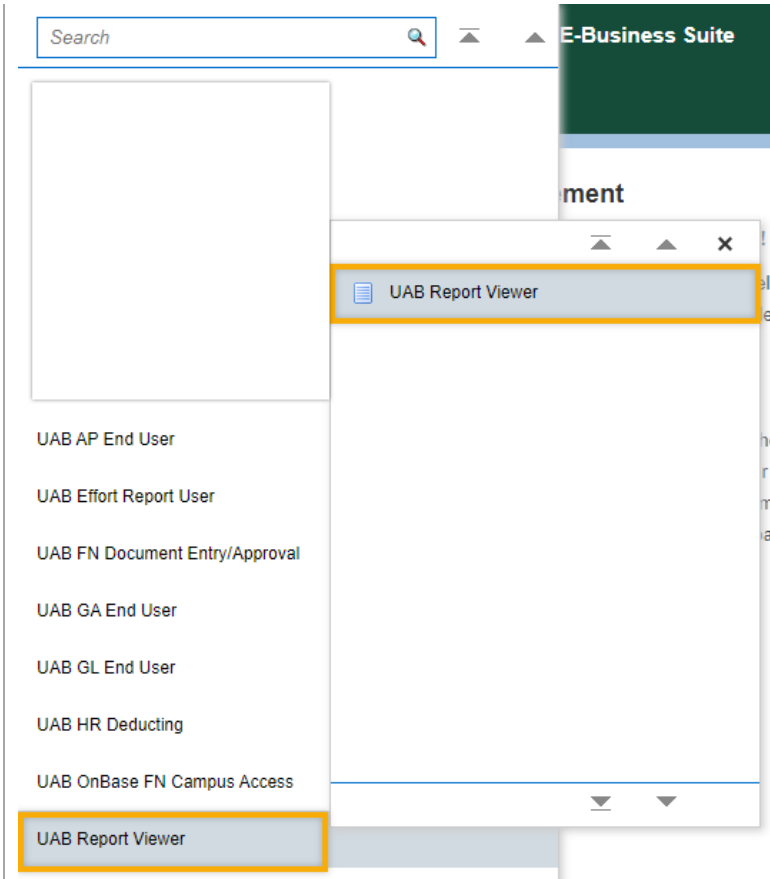 Search
E-Business Suite
ment
!
UAB Report Viewer
UAB AP End User
UAB Effort Report User
UAB FN Document Entry/Approval
UAB GA End User
UAB GL End User
UAB HR Deducting
UAB OnBase FN Campus Access
UAB Report Viewer